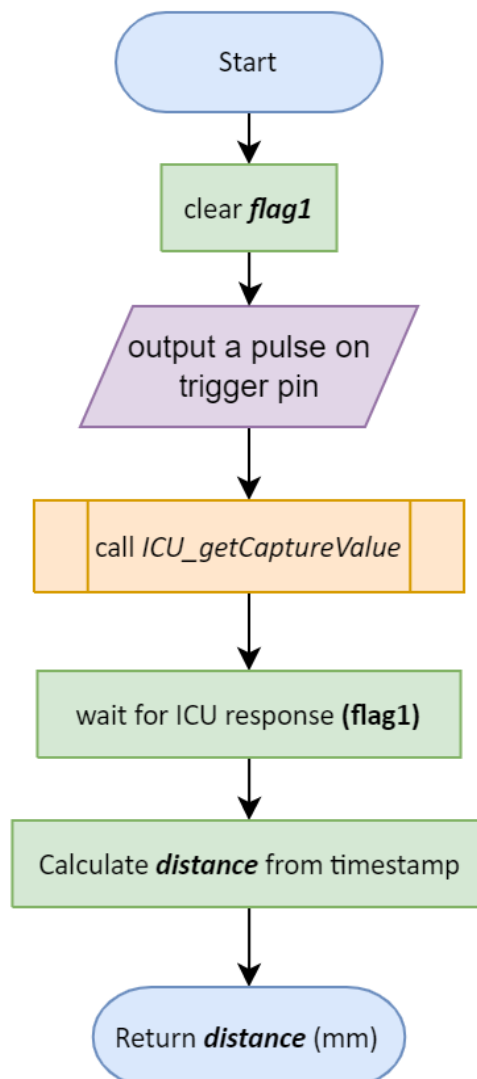 Start
clear flag1
output a pulse on
trigger pin
call ICU_getCaptureValue
wait for ICU response (flag1)
Calculate distance from timestamp
Return distance (mm)